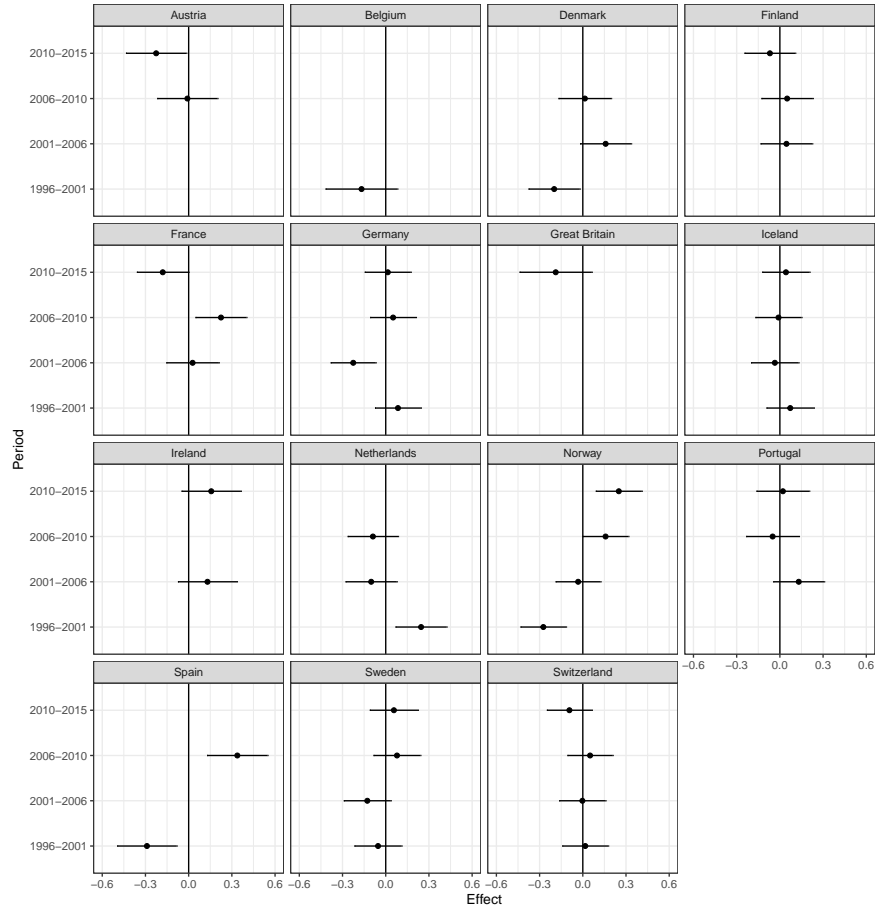 Austria Belgium Denmark Finland
2010−2015
2006−2010
2001−2006
1996−2001
France Germany Great Britain Iceland
2010−2015
2006−2010
2001−2006
1996−2001
Period
Ireland Netherlands Norway Portugal
2010−2015
2006−2010
2001−2006
1996−2001
−0.6 −0.3 0.0 0.3 0.6
Spain Sweden Switzerland
2010−2015
2006−2010
2001−2006
1996−2001
−0.6 −0.3 0.0 0.3 0.6 −0.6 −0.3 0.0 0.3 0.6 −0.6 −0.3 0.0 0.3 0.6
Effect